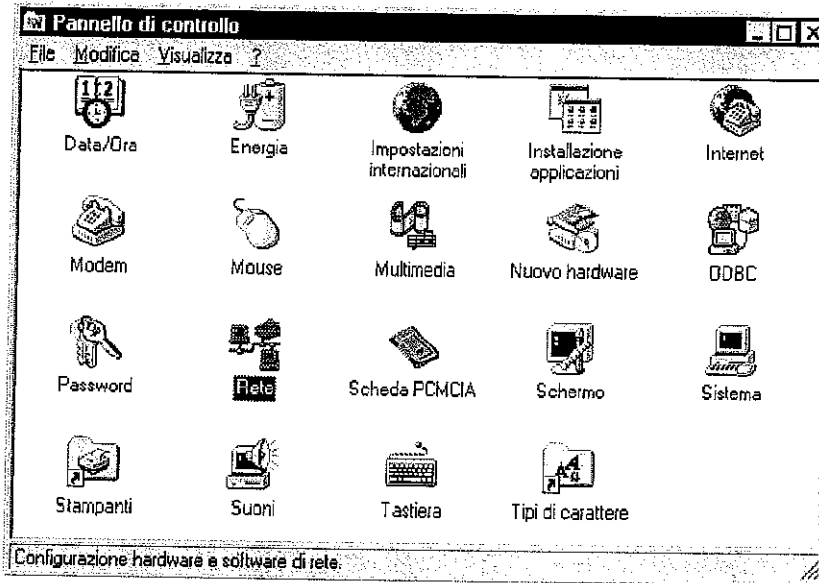 Pannello di controllo
File Modifica Visualizza ?
Data/Ora
Energia
Impostazioni
internazionali
Installazione
applicazioni
Internet
Modem
Mouse
Multimedia
Nuovo hardware
ODBC
Password
Rete
Scheda PCMCIA
Schermo
Sistema
Stampanti
Suoni
Tastiera
Tipi di carattere
Configurazione hardware e software di rete.